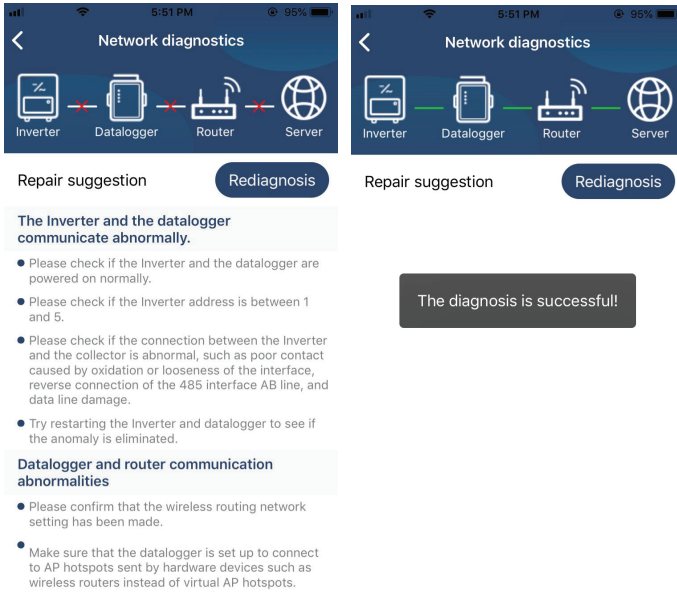 5:51 PM
95%
Network diagnostics
Inverter
Datalogger
Router
Server
Repair suggestion
Rediagnosis
The Inverter and the datalogger
communicate abnormally.
Please check if the Inverter and the datalogger are
powered on normally.
Please check if the Inverter address is between 1
and 5.
Please check if the connection between the Inverter
and the collector is abnormal, such as poor contact
caused by oxidation or looseness of the interface,
reverse connection of the 485 interface AB line, and
data line damage.
Try restarting the Inverter and datalogger to see if
the anomaly is eliminated.
Datalogger and router communication
abnormalities
Please confirm that the wireless routing network
setting has been made.
Make sure that the datalogger is set up to connect
to AP hotspots sent by hardware devices such as
wireless routers instead of virtual AP hotspots.
5:51 PM
95%
Network diagnostics
Inverter
Datalogger
Router
Server
Repair suggestion
Rediagnosis
The diagnosis is successful!